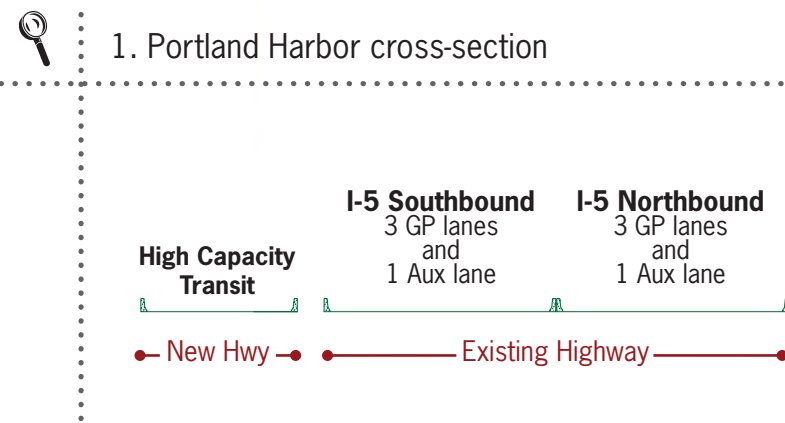 1. Portland Harbor cross-section
High Capacity
Transit
I-5 Southbound
3 GP lanes
and
1 Aux lane
I-5 Northbound
3 GP lanes
and
1 Aux lane
New Hwy
Existing Highway